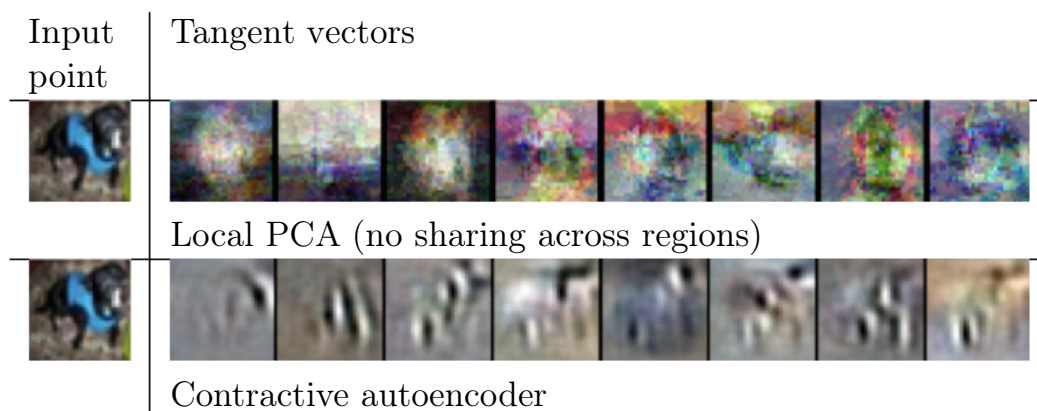 Input
point
Tangent vectors
Local PCA (no sharing across regions)
Contractive autoencoder